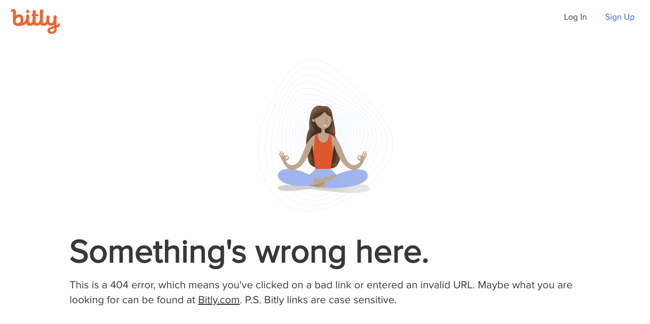 bitly
Log In
Sign Up
Something's wrong here.
This is a 404 error, which means you've clicked on a bad link or entered an invalid URL. Maybe what you are
looking for can be found at Bitly.com. P.S. Bitly links are case sensitive.